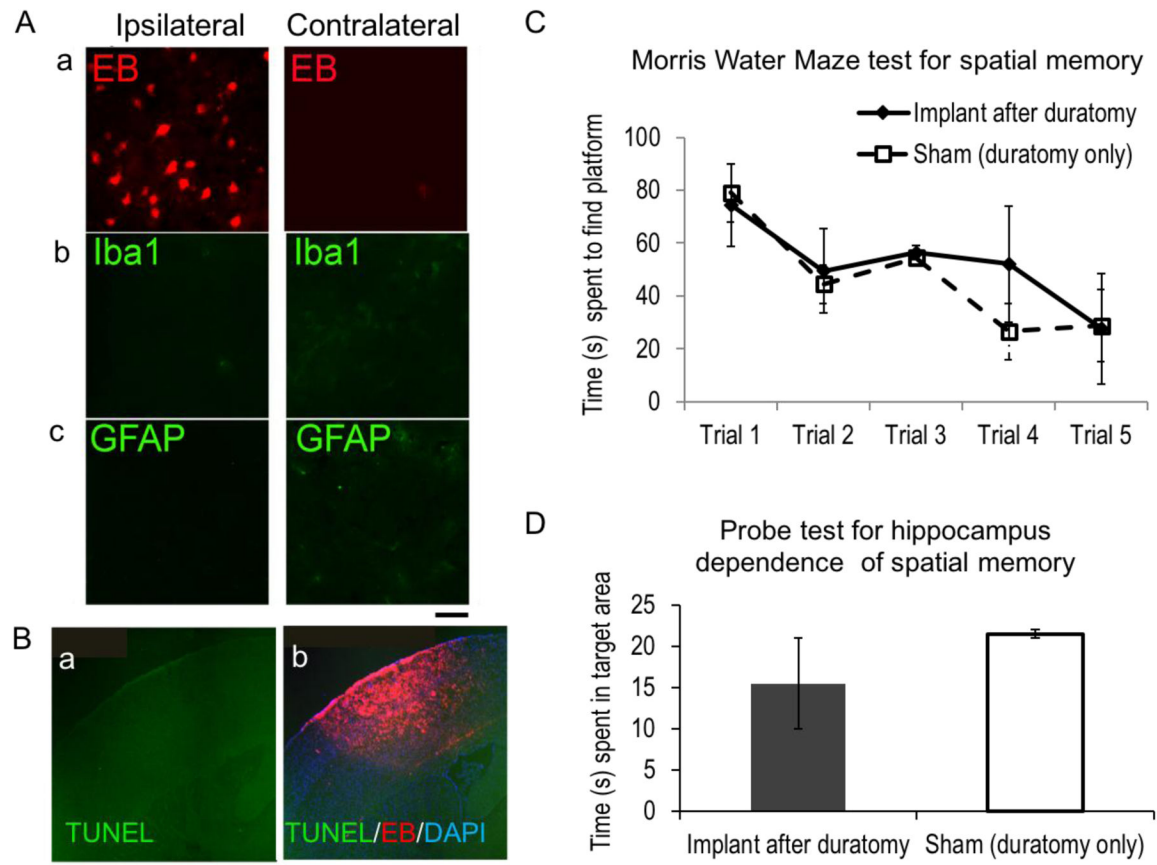 A
Ipsilateral
Contralateral
a
EB
EB
b
Iba1
Iba1
c
GFAP
GFAP
B
a
TUNEL
b
TUNEL/EB/DAPI
C
Morris Water Maze test for spatial memory
Implant after duratomy
Sham (duratomy only)
Time (s) spent to find platform
100
80
60
40
20
0
Trial 1
Trial 2
Trial 3
Trial 4
Trial 5
D
Probe test for hippocampus
dependence of spatial memory
Time (s) spent in target area
25
20
15
10
5
0
Implant after duratomy
Sham (duratomy only)